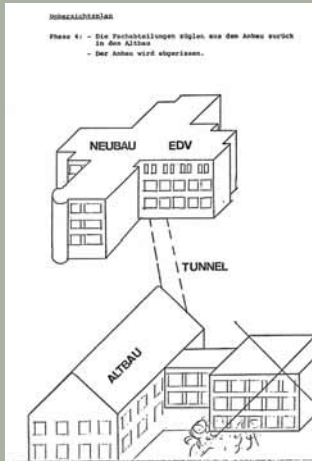 Uebersichtsplan
Phase 4: - Die Fachabteilungen zügeln aus dem Anbau zurück
in den Altbau
- Der Anbau wird abgerissen.
NEUBAU EDV
TUNNEL
ALTBAU